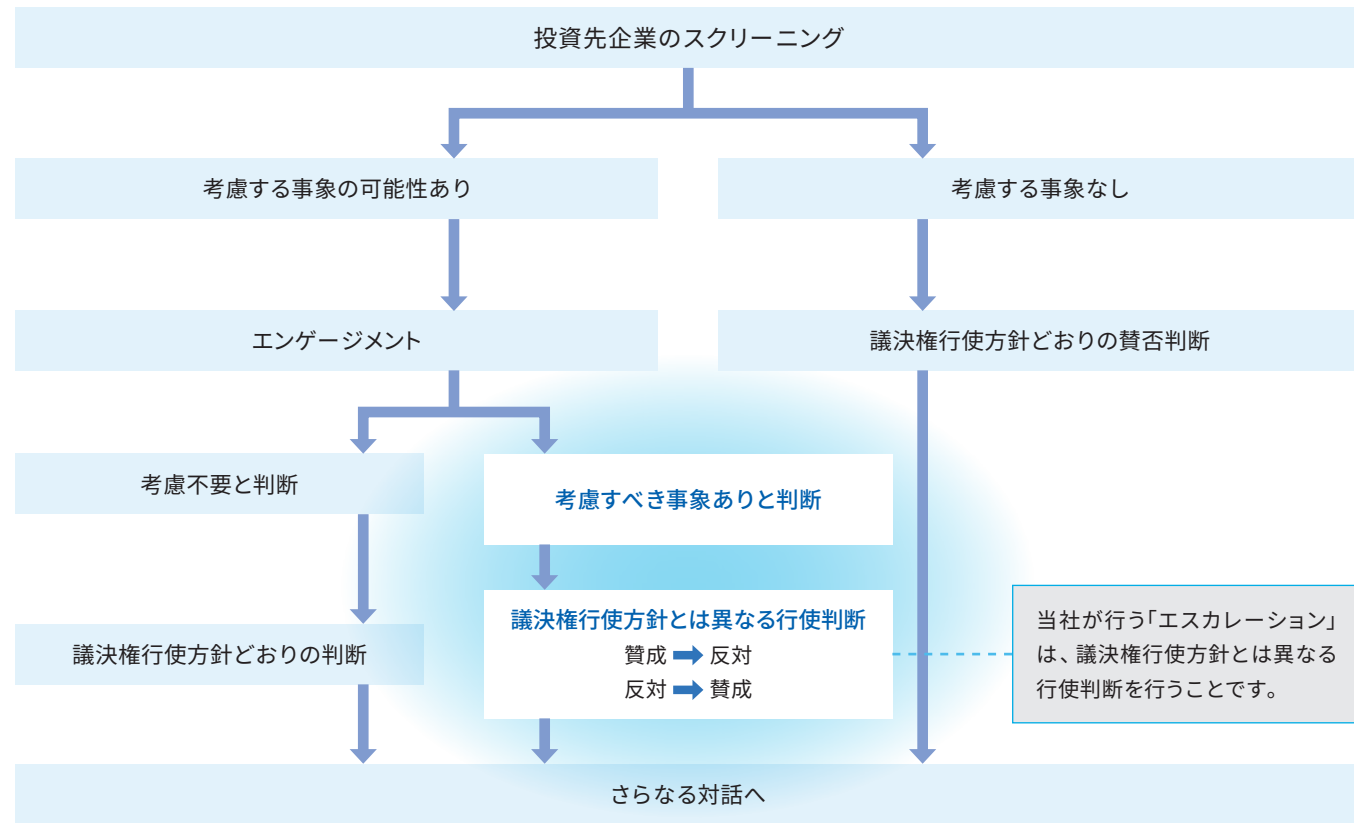 投資先企業のスクリーニング
考慮する事象の可能性あり
考慮する事象なし
エンゲージメント
議決権行使方針どおりの賛否判断
考慮不要と判断
考慮すべき事象ありと判断
議決権行使方針どおりの判断
議決権行使方針とは異なる行使判断
賛成 ➡ 反対
反対 ➡ 賛成
当社が行う「エスカレーション」
は、議決権行使方針とは異なる
行使判断を行うことです。
さらなる対話へ